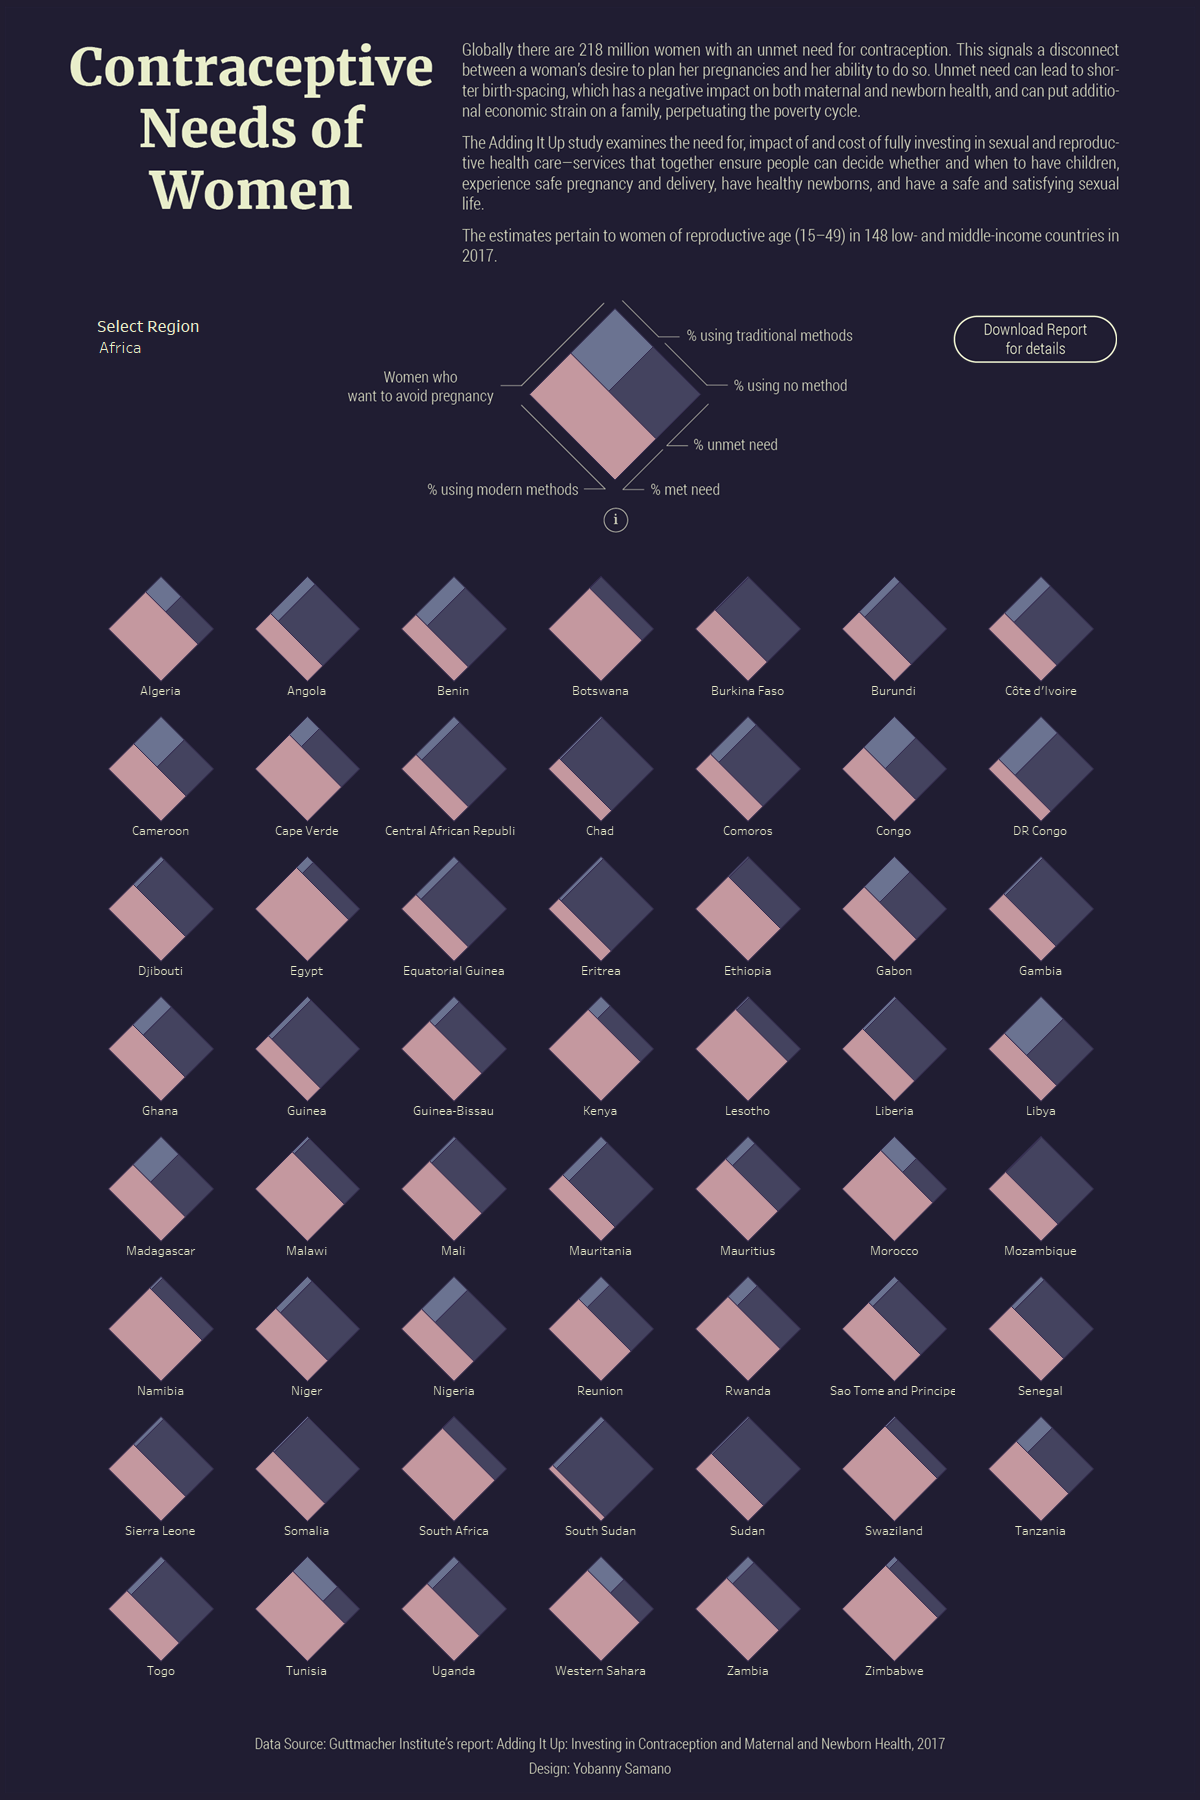 Contraceptive
Needs of
Women
Globally there are 218 million women with an unmet need for contraception. This signals a disconnect
between a woman's desire to plan her pregnancies and her ability to do so. Unmet need can lead to shor-
ter birth-spacing, which has a negative impact on both maternal and newborn health, and can put additio-
nal economic strain on a family, perpetuating the poverty cycle.
The Adding It Up study examines the need for, impact of and cost of fully investing in sexual and reproduc-
tive health care—services that together ensure people can decide whether and when to have children,
experience safe pregnancy and delivery, have healthy newborns, and have a safe and satisfying sexual
life.
The estimates pertain to women of reproductive age (15–49) in 148 low- and middle-income countries in
2017.
Select Region
Africa
Download Report
for details
% using traditional methods
Women who
want to avoid pregnancy
% using no method
% unmet need
% using modern methods
% met need
i
Algeria
Angola
Benin
Botswana
Burkina Faso
Burundi
Côte d'Ivoire
Cameroon
Cape Verde
Central African Republi
Chad
Comoros
Congo
DR Congo
Djibouti
Egypt
Equatorial Guinea
Eritrea
Ethiopia
Gabon
Gambia
Ghana
Guinea
Guinea-Bissau
Kenya
Lesotho
Liberia
Libya
Madagascar
Malawi
Mali
Mauritania
Mauritius
Morocco
Mozambique
Namibia
Niger
Nigeria
Reunion
Rwanda
Sao Tome and Principe
Senegal
Sierra Leone
Somalia
South Africa
South Sudan
Sudan
Swaziland
Tanzania
Togo
Tunisia
Uganda
Western Sahara
Zambia
Zimbabwe
Data Source: Guttmacher Institute's report: Adding It Up: Investing in Contraception and Maternal and Newborn Health, 2017
Design: Yobanny Samano